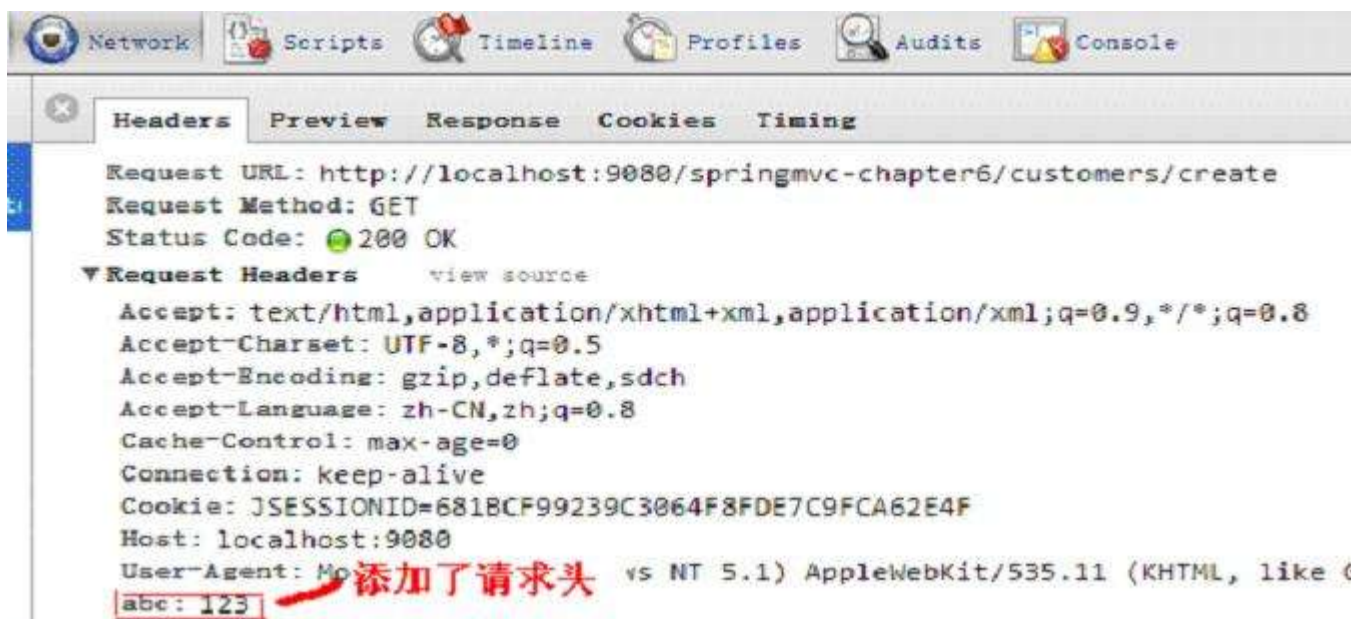 Network Scripts Timeline Profiles Audits Console
Headers Preview Response Cookies Timing
Request URL: http://localhost:9080/springmvc-chapter6/customers/create
Request Method: GET
Status Code: 200 OK
Request Headers view source
Accept: text/html,application/xhtml+xml,application/xml;q=0.9,*/*;q=0.8
Accept-Charset: UTF-8,*;q=0.5
Accept-Encoding: gzip,deflate,sdch
Accept-Language: zh-CN,zh;q=0.8
Cache-Control: max-age=0
Connection: keep-alive
Cookie: JSESSIONID=681BCF99239C3064F8FDE7C9FCA62E4F
Host: localhost:9080
User-Agent: Mo 添加了请求头 vs NT 5.1) AppleWebKit/535.11 (KHTML, like
abc: 123